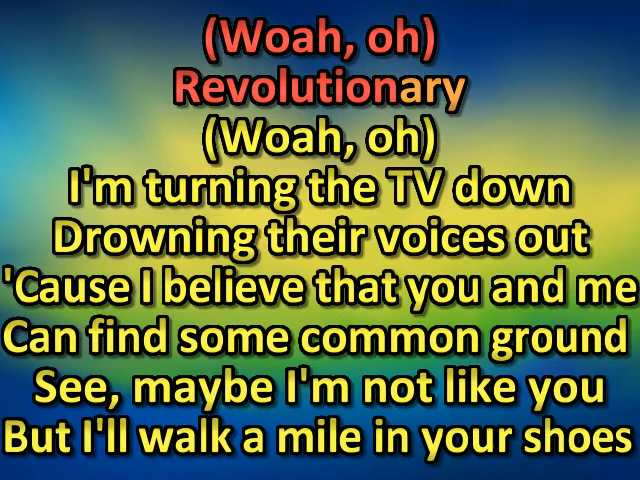 (Woah, oh)
Revolutionary
(Woah, oh)
I'm turning the TV down
Drowning their voices out
'Cause I believe that you and me
Can find some common ground
See, maybe I'm not like you
But I'll walk a mile in your shoes